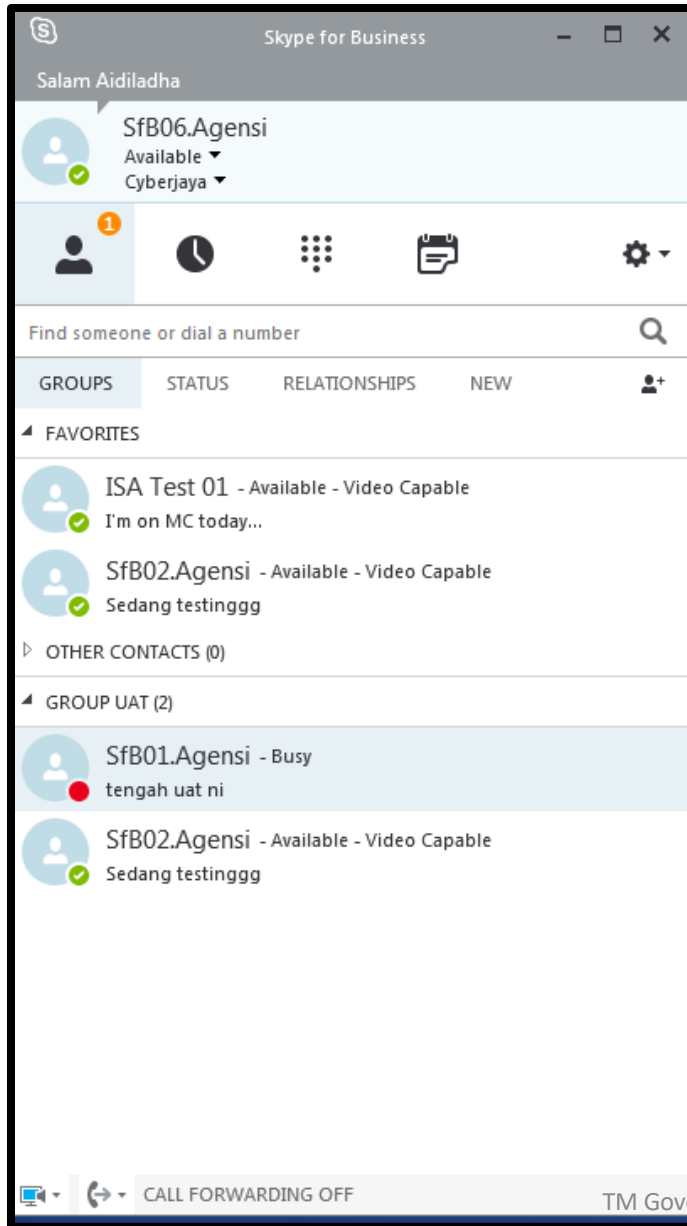 Skype for Business
Salam Aidiladha
SfB06.Agensi
Available
Cyberjaya
1
Find someone or dial a number
GROUPS STATUS RELATIONSHIPS NEW
FAVORITES
ISA Test 01 - Available - Video Capable
I'm on MC today...
SfB02.Agensi - Available - Video Capable
Sedang testinggg
OTHER CONTACTS (0)
GROUP UAT (2)
SfB01.Agensi - Busy
tengah uat ni
SfB02.Agensi - Available - Video Capable
Sedang testinggg
CALL FORWARDING OFF
TM Gov